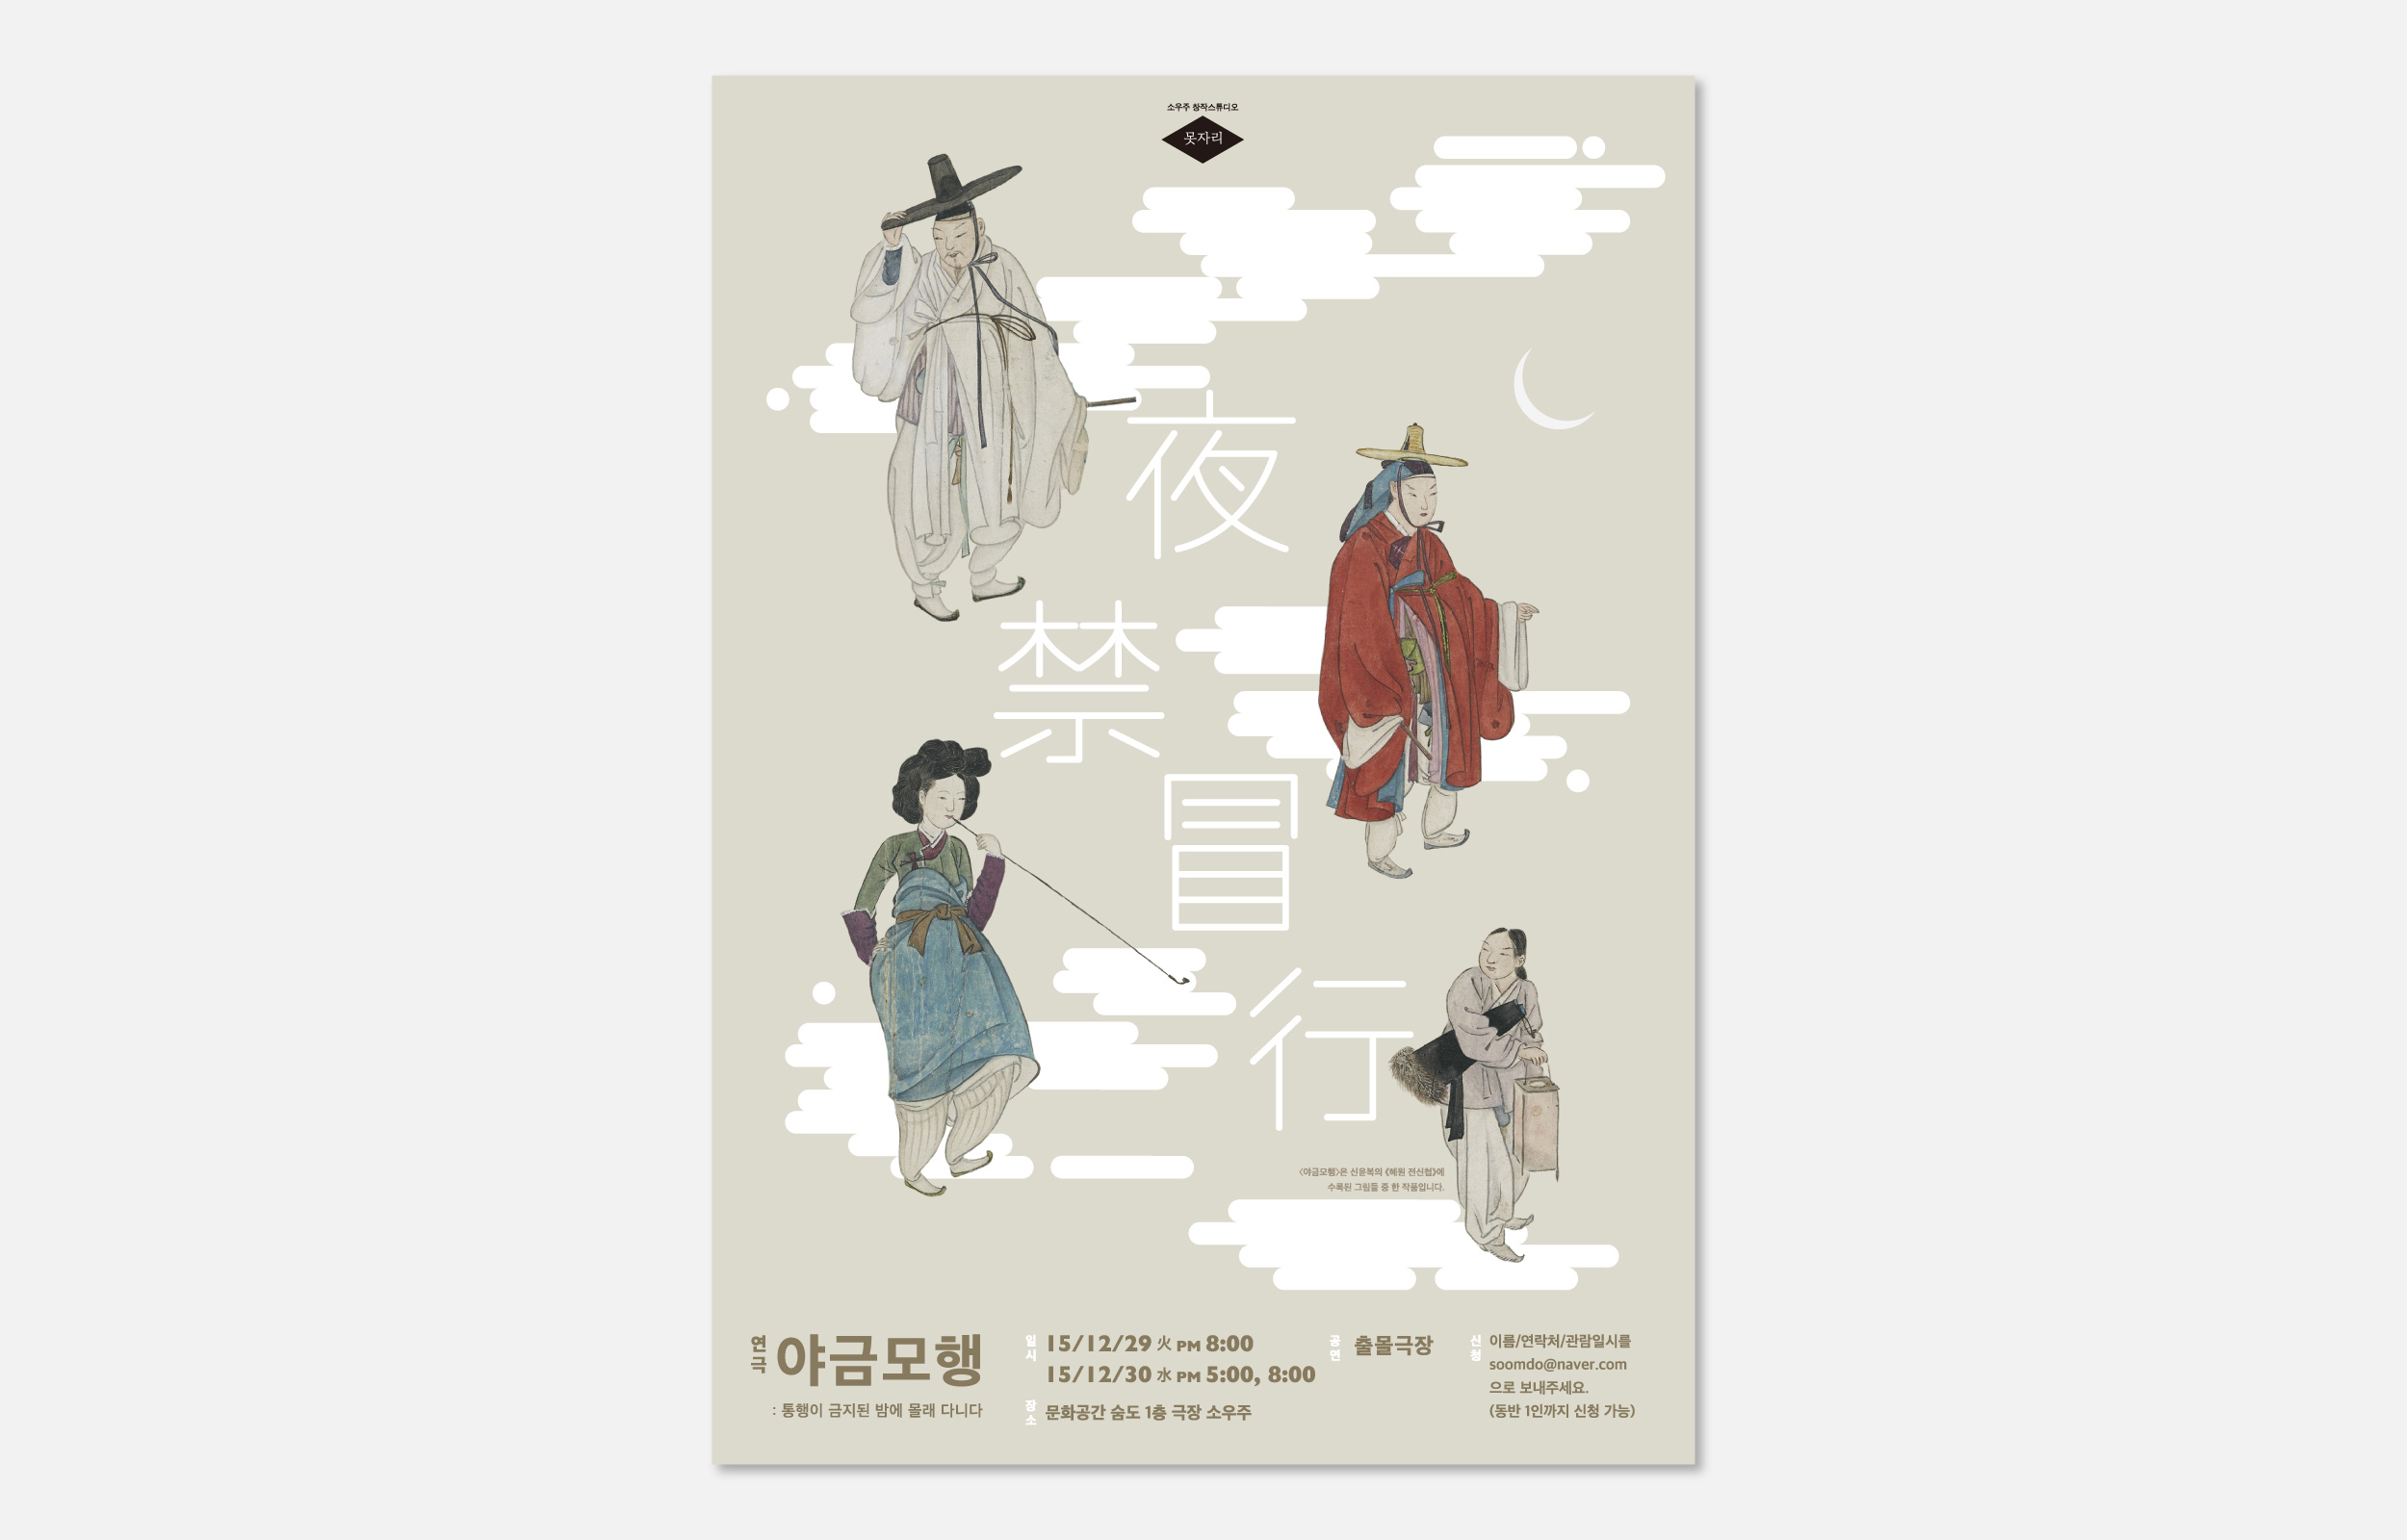 소우주 창작스튜디오
못자리
夜
禁
冒
行
〈야금모행〉은 신윤복의 《혜원 전신첩》에
수록된 그림들 중 한 작품입니다.
연극 야금모행
: 통행이 금지된 밤에 몰래 다니다
일시 15/12/29 火 PM 8:00
15/12/30 水 PM 5:00, 8:00
장소 문화공간 숨도 1층 극장 소우주
공연 출몰극장
신청 이름/연락처/관람일시를
soomdo@naver.com
으로 보내주세요.
(동반 1인까지 신청 가능)